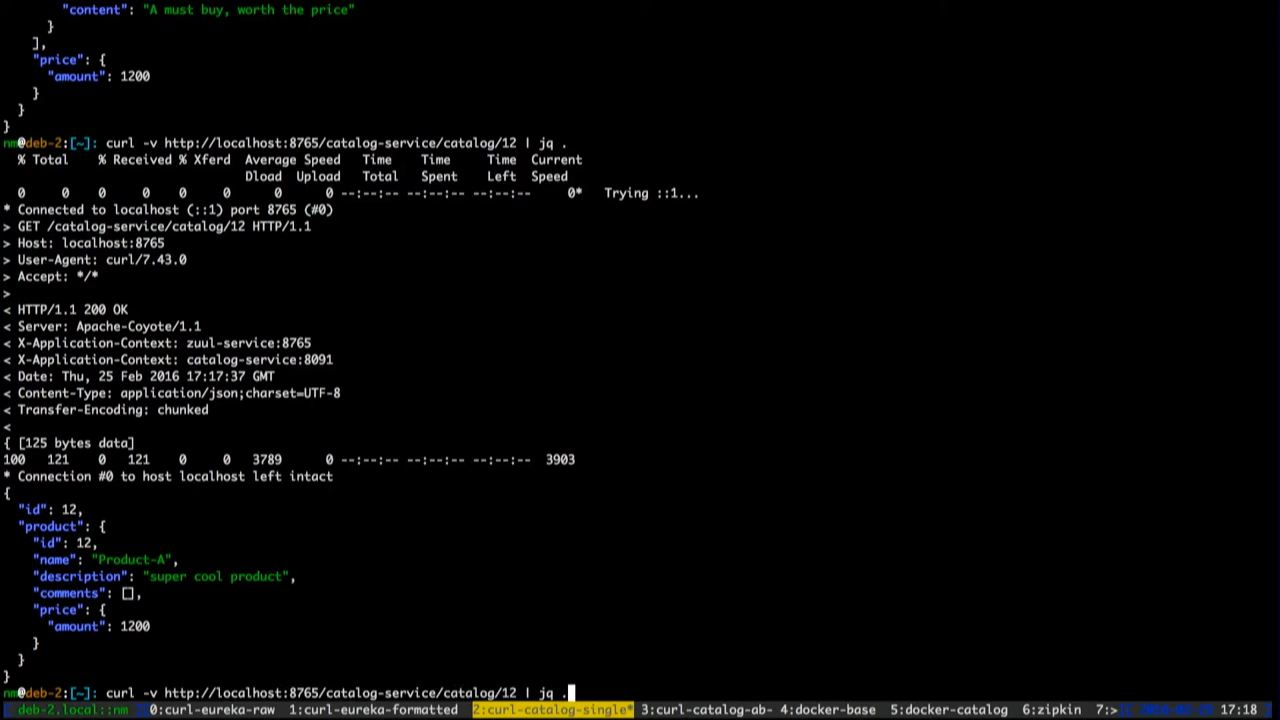 "content": "A must buy, worth the price"
}
],
"price": {
"amount": 1200
}
}
}
nm@deb-2:[~]: curl -v http://localhost:8765/catalog-service/catalog/12 | jq .
% Total % Received % Xferd Average Speed Time Time Time Current
Dload Upload Total Spent Left Speed
0 0 0 0 0 0 0 0 --:--:-- --:--:-- --:--:-- 0* Trying ::1...
* Connected to localhost (::1) port 8765 (#0)
> GET /catalog-service/catalog/12 HTTP/1.1
> Host: localhost:8765
> User-Agent: curl/7.43.0
> Accept: */*
>
< HTTP/1.1 200 OK
< Server: Apache-Coyote/1.1
< X-Application-Context: zuul-service:8765
< X-Application-Context: catalog-service:8091
< Date: Thu, 25 Feb 2016 17:17:37 GMT
< Content-Type: application/json;charset=UTF-8
< Transfer-Encoding: chunked
<
{ [125 bytes data]
100 121 0 121 0 0 3789 0 --:--:-- --:--:-- --:--:-- 3903
* Connection #0 to host localhost left intact
{
"id": 12,
"product": {
"id": 12,
"name": "Product-A",
"description": "super cool product",
"comments": [],
"price": {
"amount": 1200
}
}
}
nm@deb-2:[~]: curl -v http://localhost:8765/catalog-service/catalog/12 | jq .
[ deb-2.local::nm ][ 0:curl-eureka-raw 1:curl-eureka-formatted 2:curl-catalog-single* 3:curl-catalog-ab- 4:docker-base 5:docker-catalog 6:zipkin 7:> ][ 17:18 ]